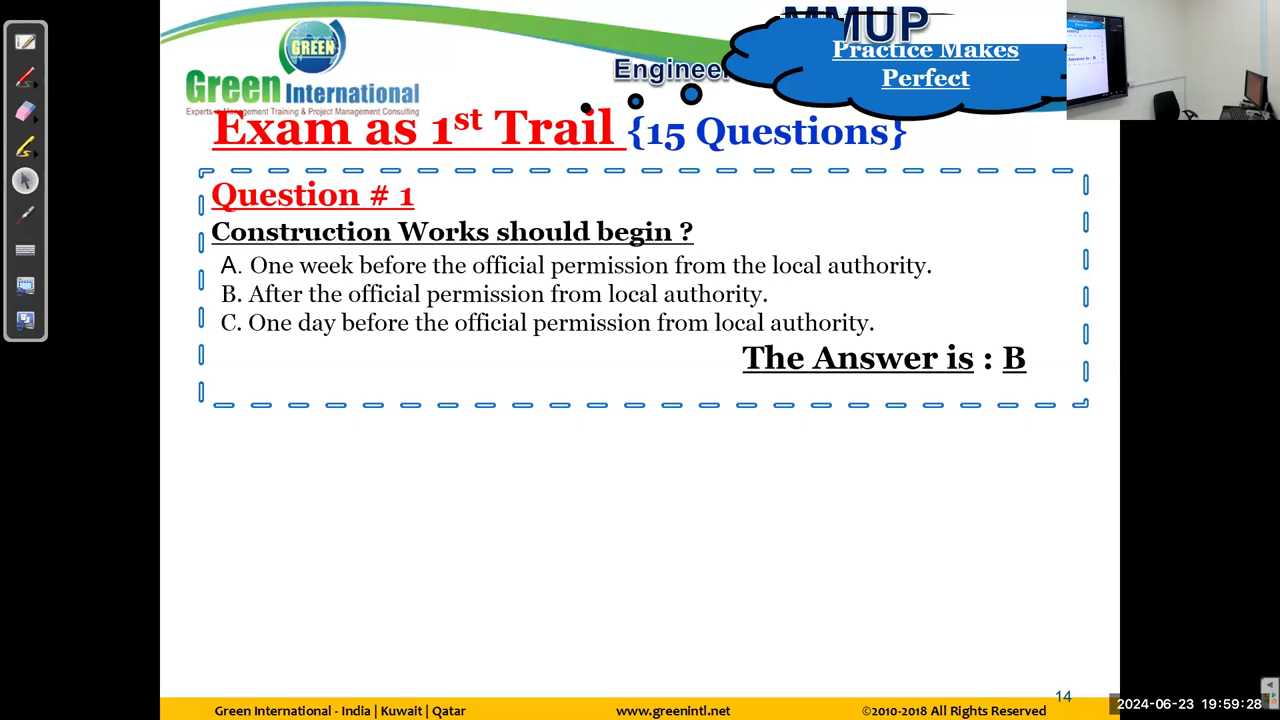 MMUP
Practice Makes
Perfect
GREEN
Green International
Engineer
Exam as 1st Trail {15 Questions}
Question # 1
Construction Works should begin ?
A. One week before the official permission from the local authority.
B. After the official permission from local authority.
C. One day before the official permission from local authority.
The Answer is : B
Answer is : B
14
Green International - India | Kuwait | Qatar
www.greenintl.net
©2010-2018 All Rights Reserved
2024-06-23 19:59:28